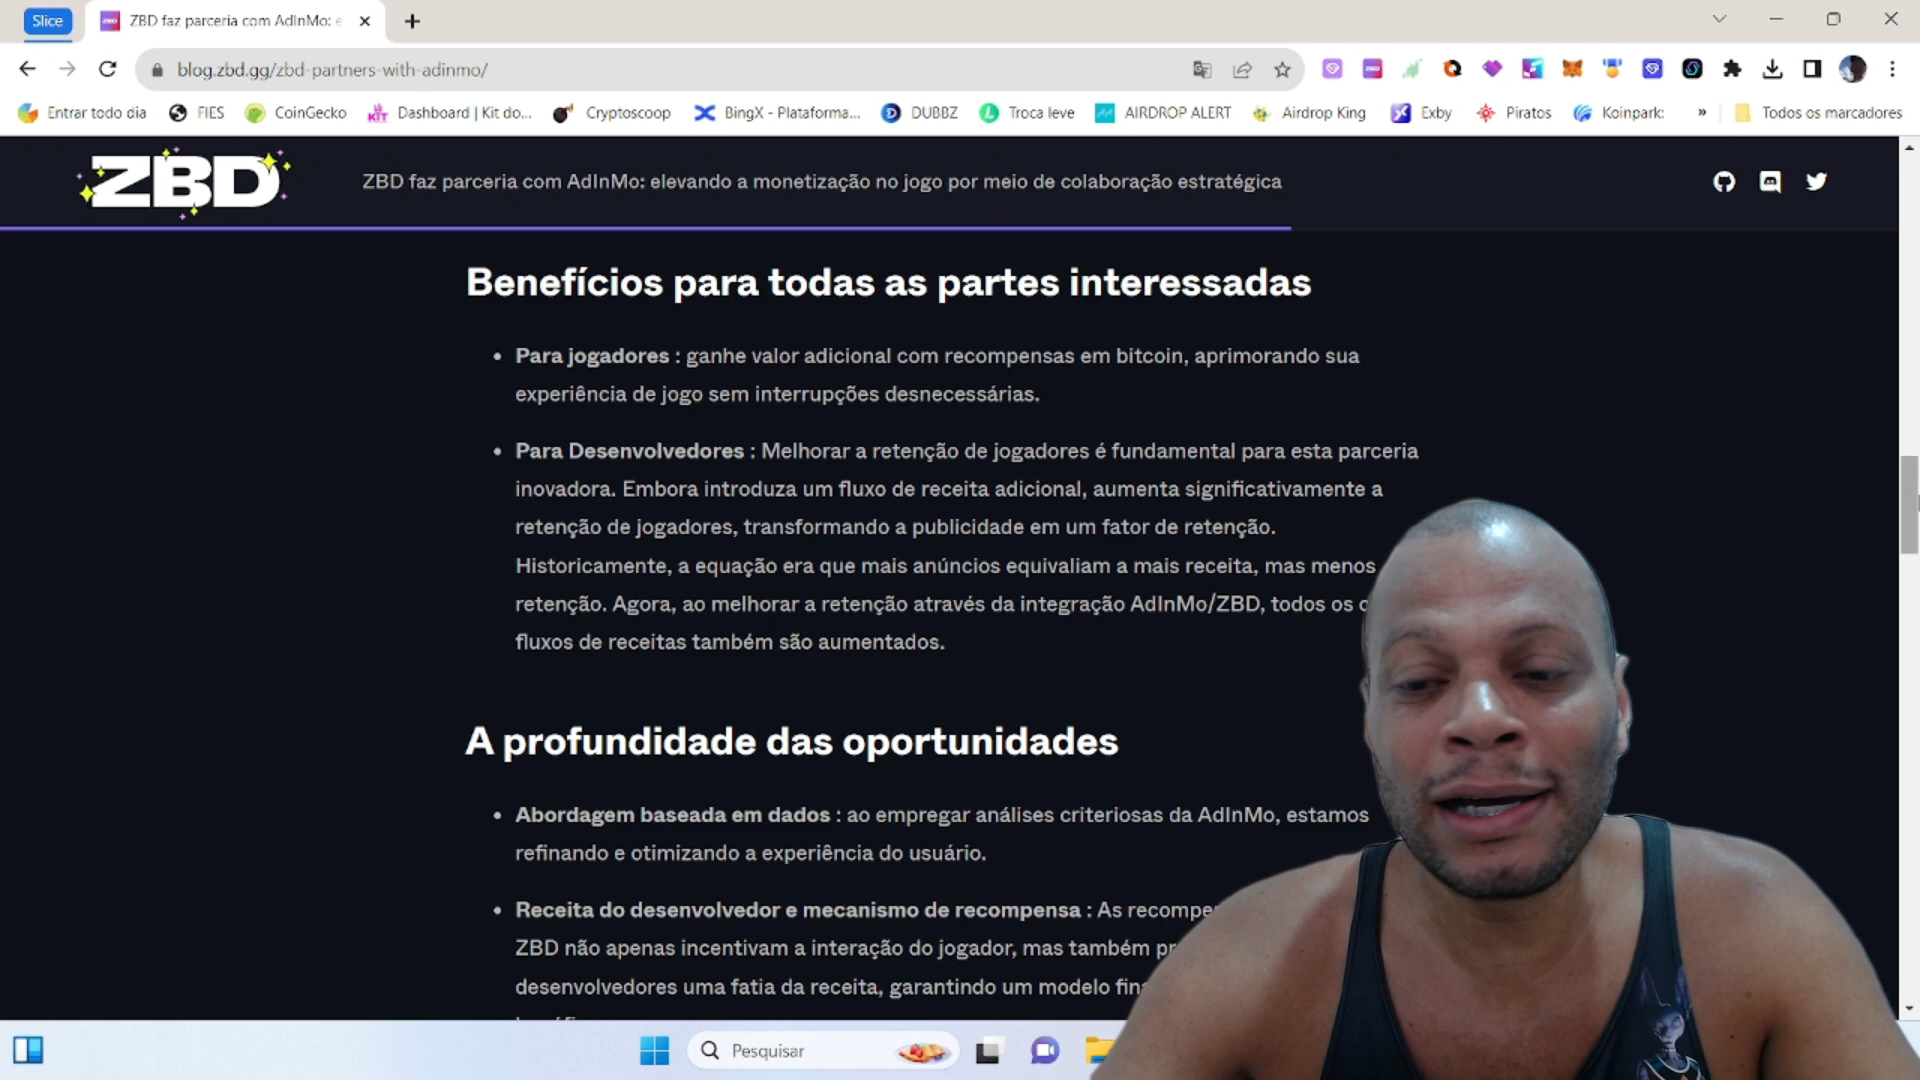 Slice
ZBD faz parceria com AdInMo: e
blog.zbd.gg/zbd-partners-with-adinmo/
Entrar todo dia
FIES
CoinGecko
Dashboard | Kit do...
Cryptoscoop
BingX - Plataforma...
DUBBZ
Troca leve
AIRDROP ALERT
Airdrop King
Exby
Piratos
Koinpark:
»
Todos os marcadores
ZBD
ZBD faz parceria com AdInMo: elevando a monetização no jogo por meio de colaboração estratégica
Benefícios para todas as partes interessadas
• Para jogadores : ganhe valor adicional com recompensas em bitcoin, aprimorando sua
experiência de jogo sem interrupções desnecessárias.
• Para Desenvolvedores : Melhorar a retenção de jogadores é fundamental para esta parceria
inovadora. Embora introduza um fluxo de receita adicional, aumenta significativamente a
retenção de jogadores, transformando a publicidade em um fator de retenção.
Historicamente, a equação era que mais anúncios equivaliam a mais receita, mas menos
retenção. Agora, ao melhorar a retenção através da integração AdInMo/ZBD, todos os
fluxos de receitas também são aumentados.
A profundidade das oportunidades
• Abordagem baseada em dados : ao empregar análises criteriosas da AdInMo, estamos
refinando e otimizando a experiência do usuário.
• Receita do desenvolvedor e mecanismo de recompensa : As recompe
ZBD não apenas incentivam a interação do jogador, mas também
desenvolvedores uma fatia da receita, garantindo um modelo
Pesquisar